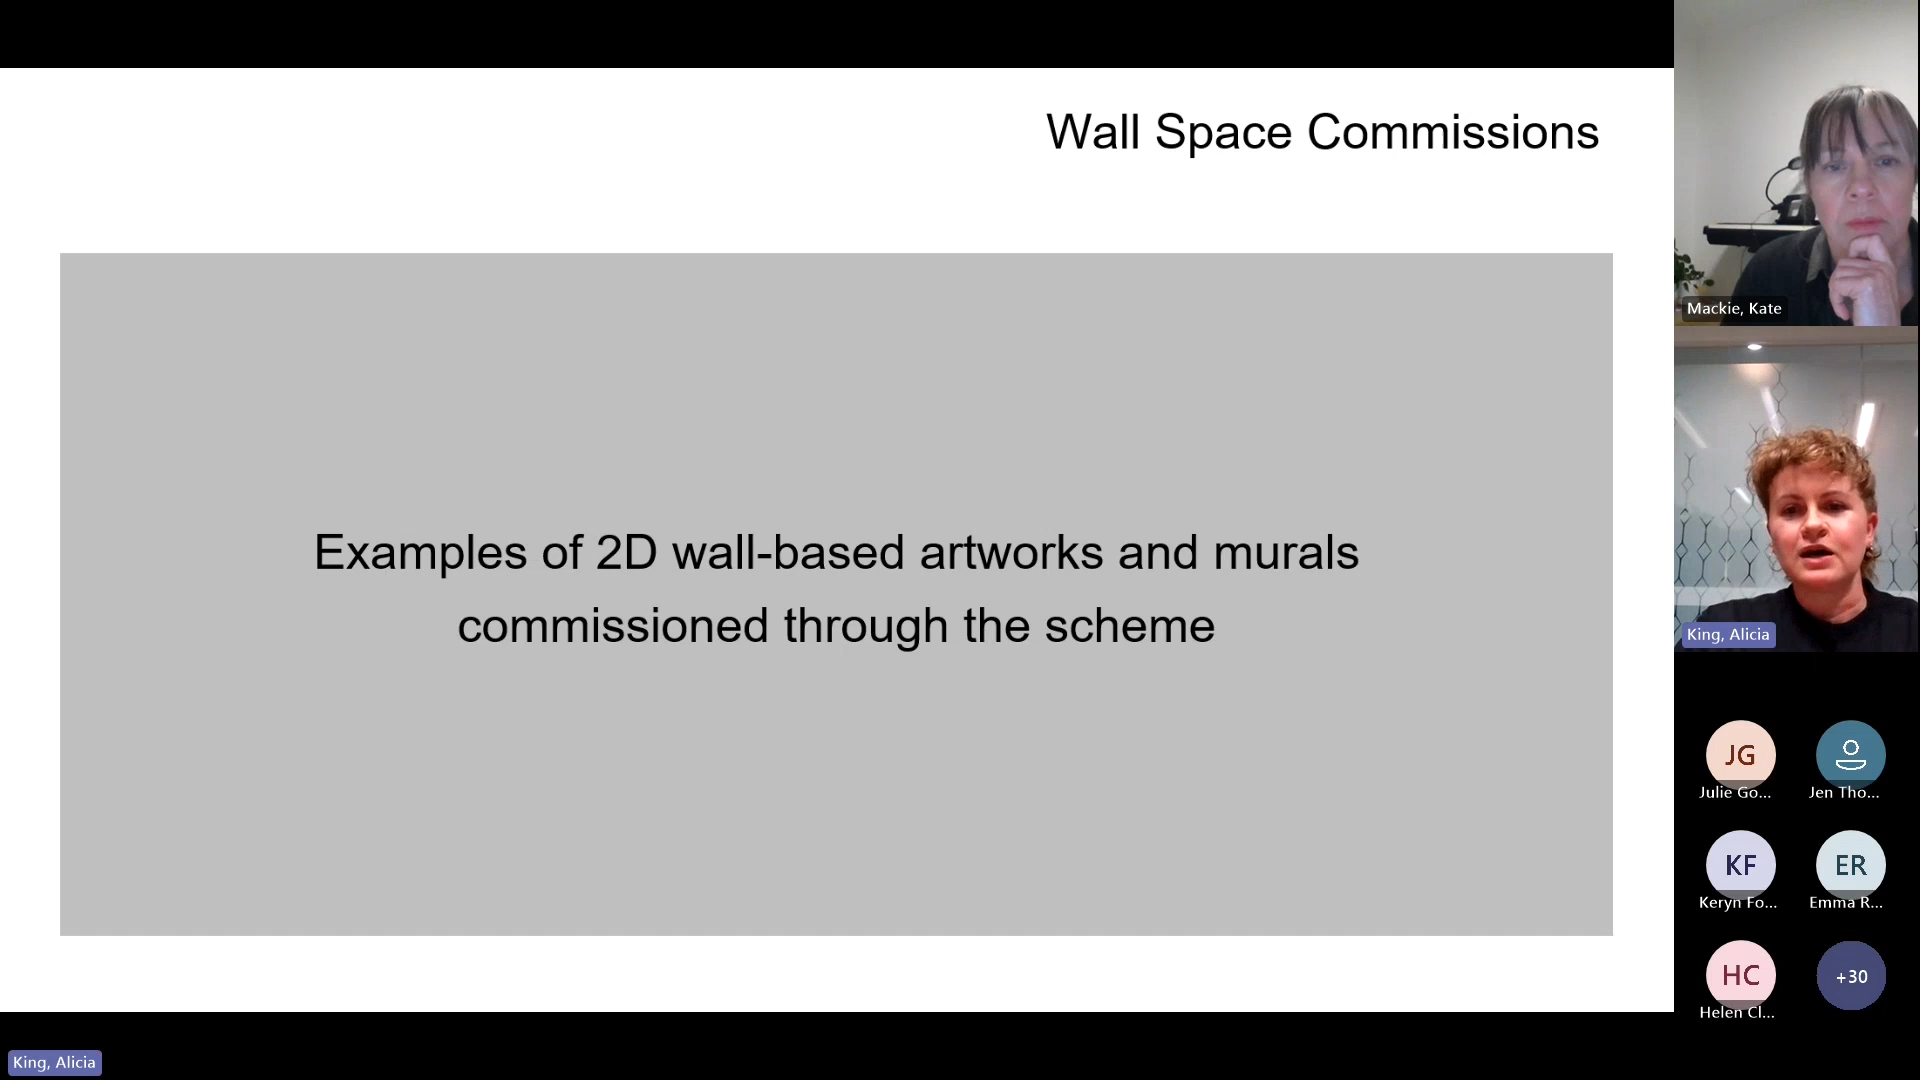 Wall Space Commissions
Examples of 2D wall-based artworks and murals
commissioned through the scheme
Mackie, Kate
King, Alicia
JG
Julie Go...
Jen Tho...
KF
Keryn Fo...
ER
Emma R...
HC
Helen Cl...
+30
King, Alicia